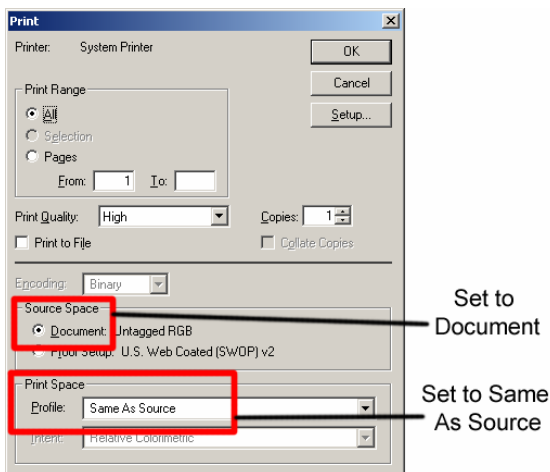 Print
Printer: System Printer
OK
Cancel
Setup...
Print Range
All
Selection
Pages
From: 1 To:
Print Quality: High
Copies: 1
Print to File
Collate Copies
Encoding: Binary
Source Space
Document: Untagged RGB
Proof Setup: U.S. Web Coated (SWOP) v2
Print Space
Profile: Same As Source
Intent: Relative Colorimetric
Set to
Document
Set to Same
As Source